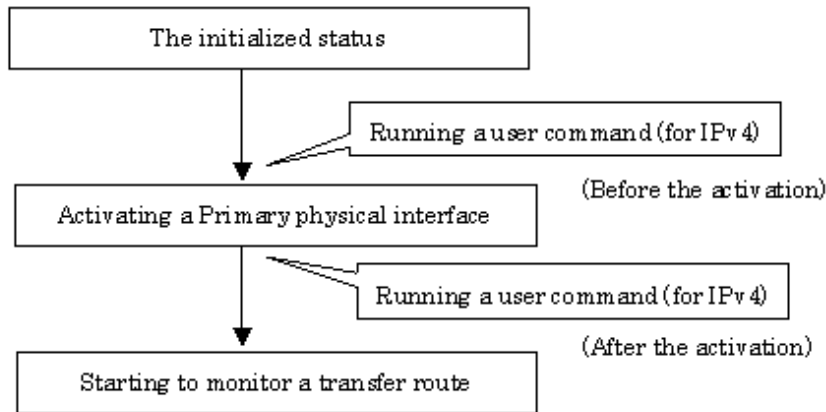 The initialized status
Running a user command (for IPv4)
(Before the activation)
Activating a Primary physical interface
Running a user command (for IPv4)
(After the activation)
Starting to monitor a transfer route